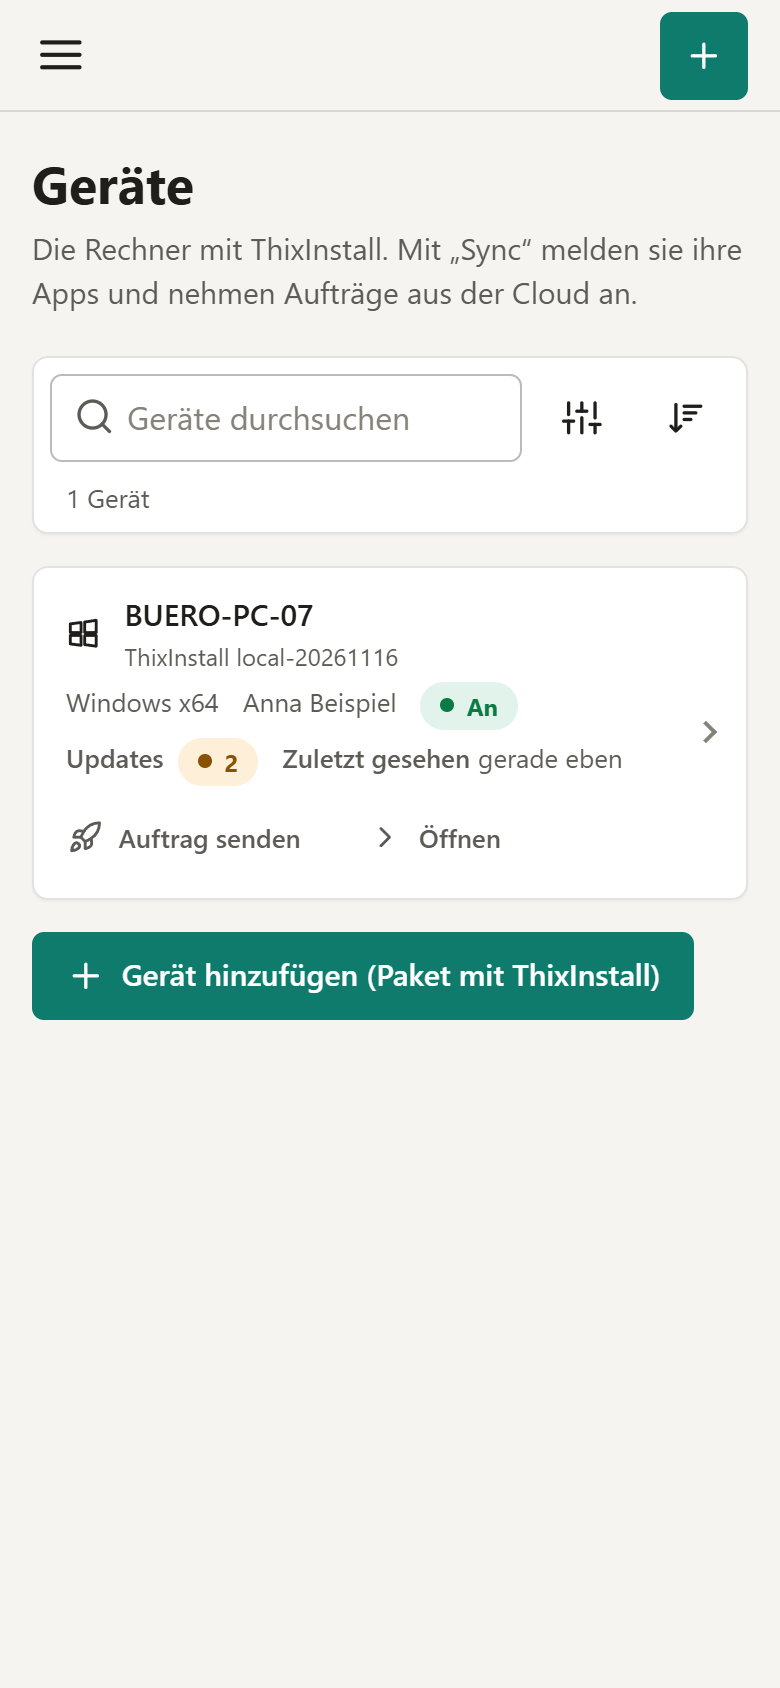 Geräte
Die Rechner mit ThixInstall. Mit „Sync“ melden sie ihre
Apps und nehmen Aufträge aus der Cloud an.
Geräte durchsuchen
1 Gerät
BUERO-PC-07
ThixInstall local-20261116
Windows x64 Anna Beispiel An
Updates 2 Zuletzt gesehen gerade eben
Auftrag senden Öffnen
Gerät hinzufügen (Paket mit ThixInstall)